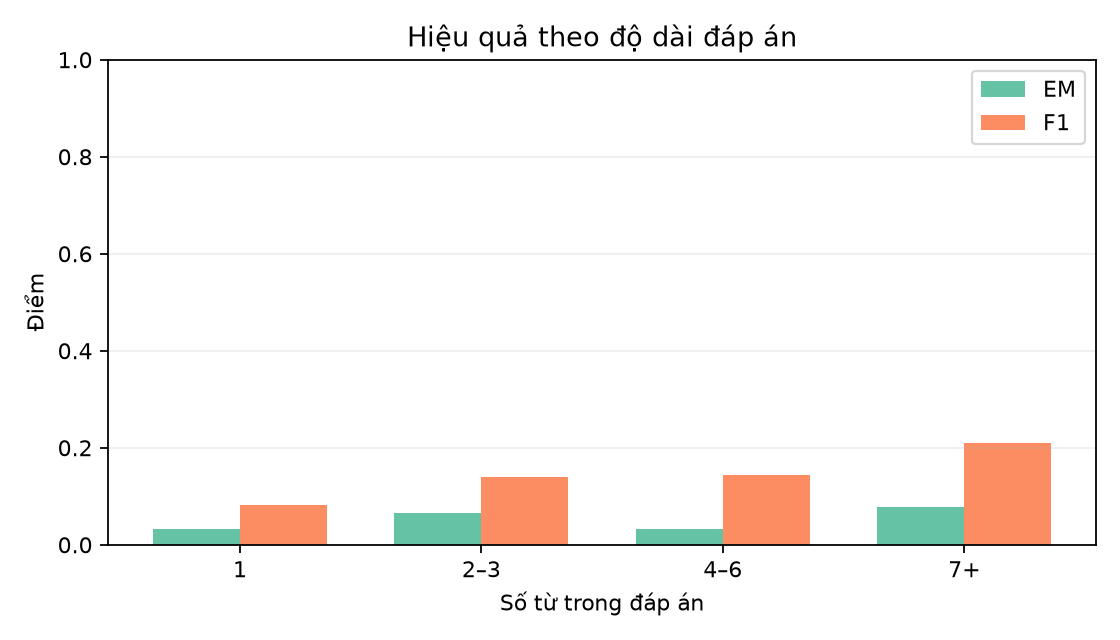 Hiệu quả theo độ dài đáp án
1.0
0.8
0.6
0.4
0.2
0.0
Điểm
EM
F1
1
2–3
4–6
7+
Số từ trong đáp án